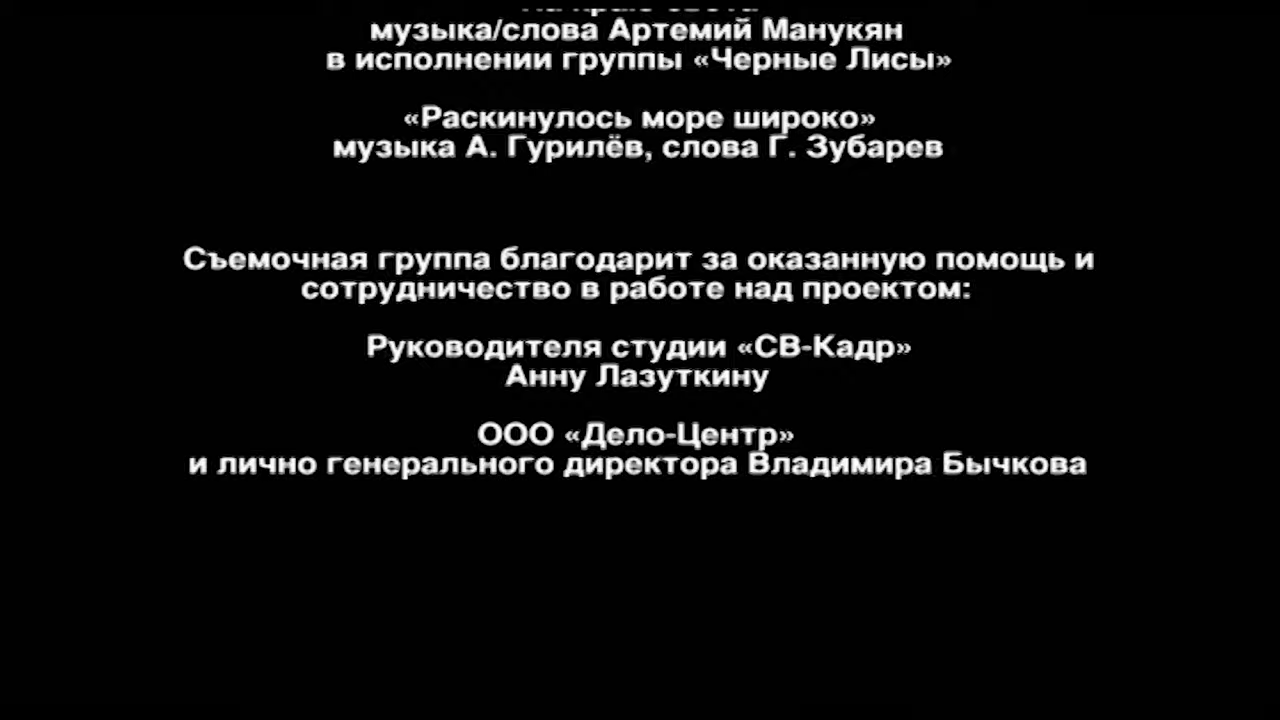 музыка/слова Артемий Манукян
в исполнении группы «Черные Лисы»
«Раскинулось море широко»
музыка А. Гурилёв, слова Г. Зубарев
Съемочная группа благодарит за оказанную помощь и
сотрудничество в работе над проектом:
Руководителя студии «СВ-Кадр»
Анну Лазуткину
ООО «Дело-Центр»
и лично генерального директора Владимира Бычкова